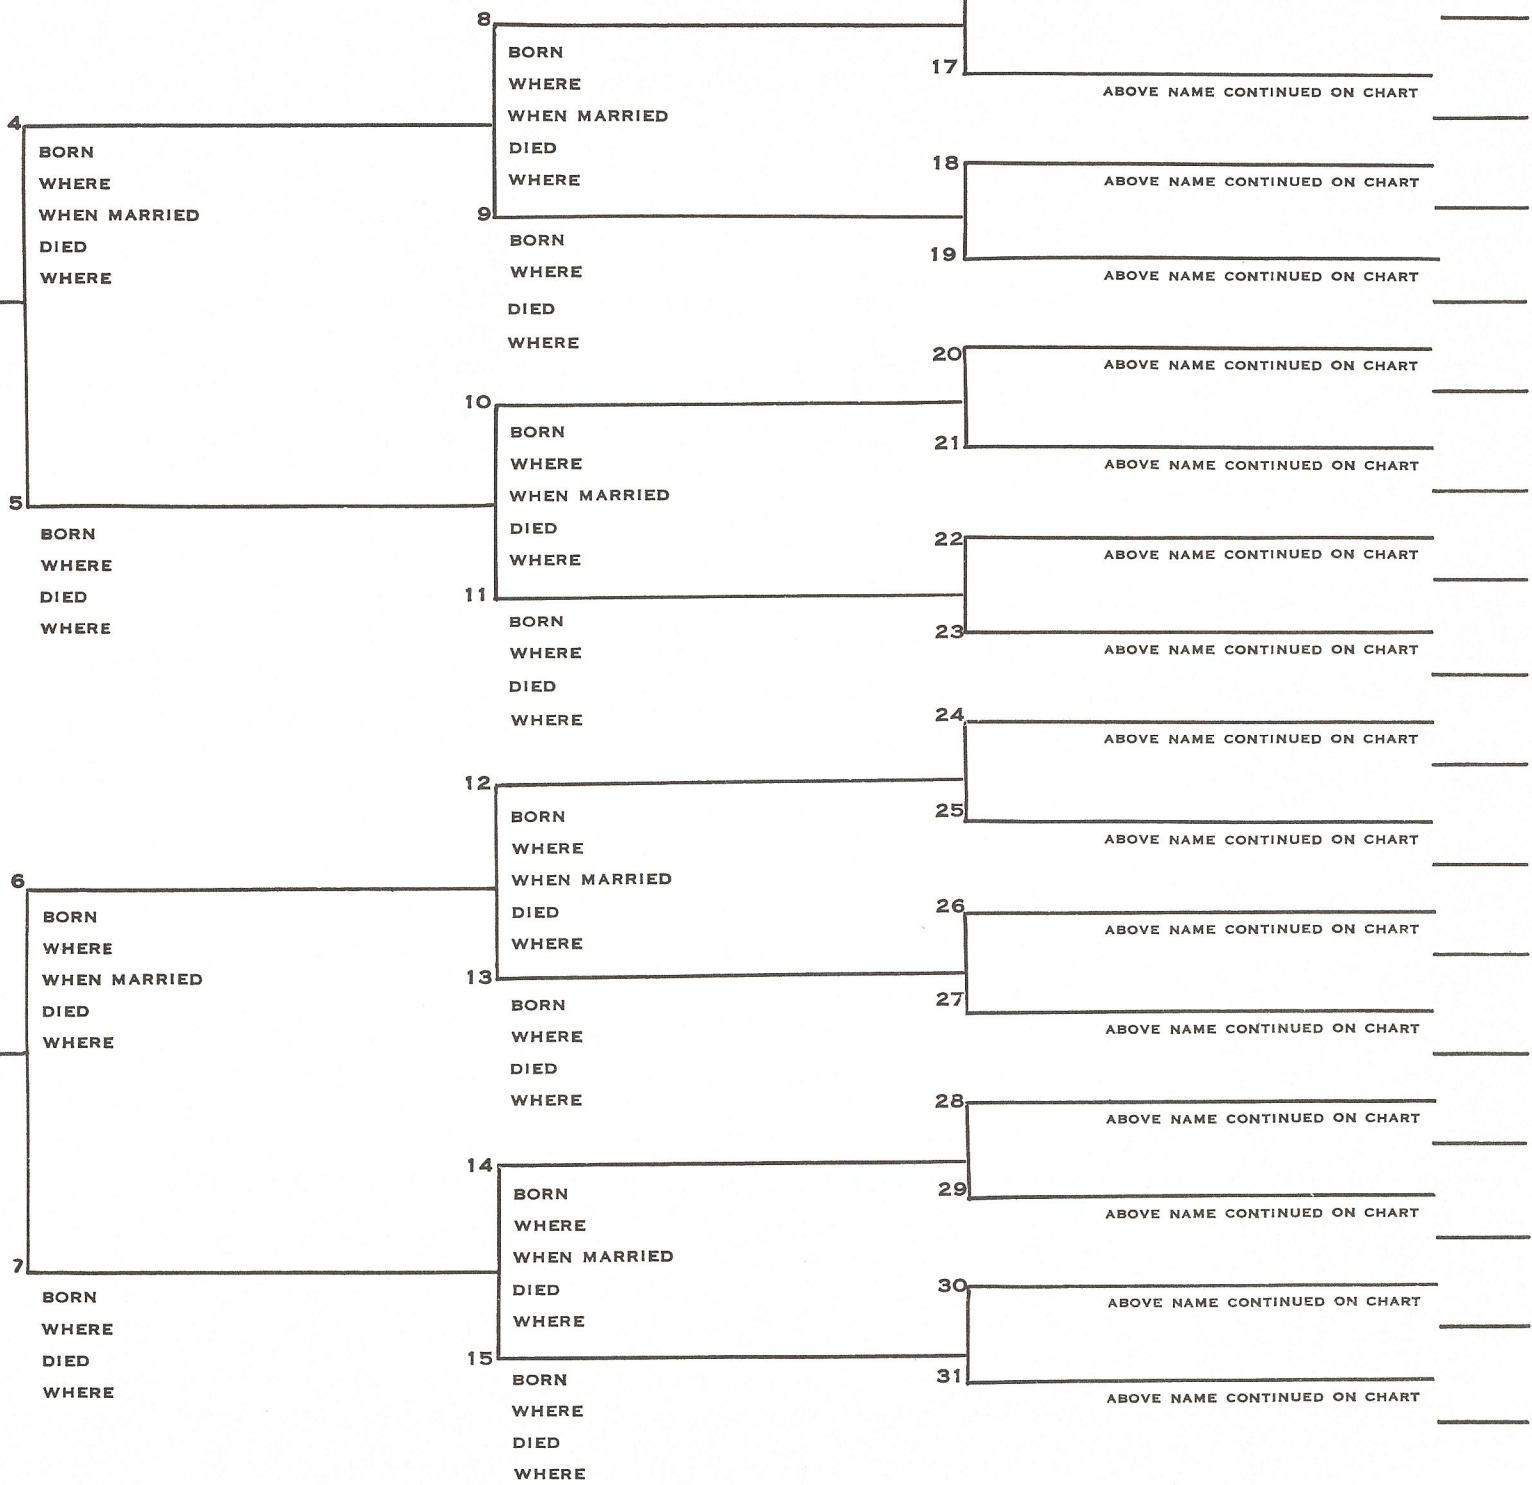 4
BORN
WHERE
WHEN MARRIED
DIED
WHERE
5
BORN
WHERE
DIED
WHERE
6
BORN
WHERE
WHEN MARRIED
DIED
WHERE
7
BORN
WHERE
DIED
WHERE
8
BORN
WHERE
WHEN MARRIED
DIED
WHERE
9
BORN
WHERE
DIED
WHERE
10
BORN
WHERE
WHEN MARRIED
DIED
WHERE
11
BORN
WHERE
DIED
WHERE
12
BORN
WHERE
WHEN MARRIED
DIED
WHERE
13
BORN
WHERE
DIED
WHERE
14
BORN
WHERE
WHEN MARRIED
DIED
WHERE
15
BORN
WHERE
DIED
WHERE
17
ABOVE NAME CONTINUED ON CHART
18
ABOVE NAME CONTINUED ON CHART
19
ABOVE NAME CONTINUED ON CHART
20
ABOVE NAME CONTINUED ON CHART
21
ABOVE NAME CONTINUED ON CHART
22
ABOVE NAME CONTINUED ON CHART
23
ABOVE NAME CONTINUED ON CHART
24
ABOVE NAME CONTINUED ON CHART
25
ABOVE NAME CONTINUED ON CHART
26
ABOVE NAME CONTINUED ON CHART
27
ABOVE NAME CONTINUED ON CHART
28
ABOVE NAME CONTINUED ON CHART
29
ABOVE NAME CONTINUED ON CHART
30
ABOVE NAME CONTINUED ON CHART
31
ABOVE NAME CONTINUED ON CHART